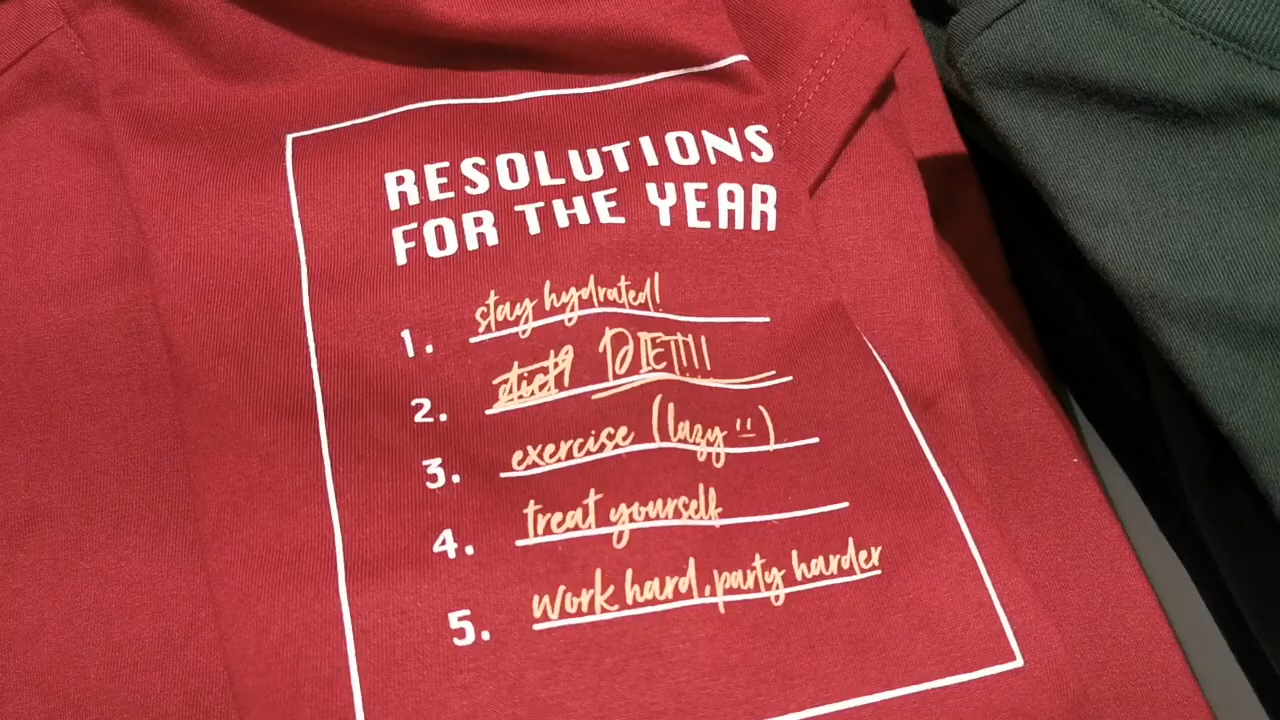 RESOLUTIONS
FOR THE YEAR
1. stay hydrated!
2. diet? DIET!!!
3. exercise (lazy !!)
4. treat yourself
5. work hard, party harder